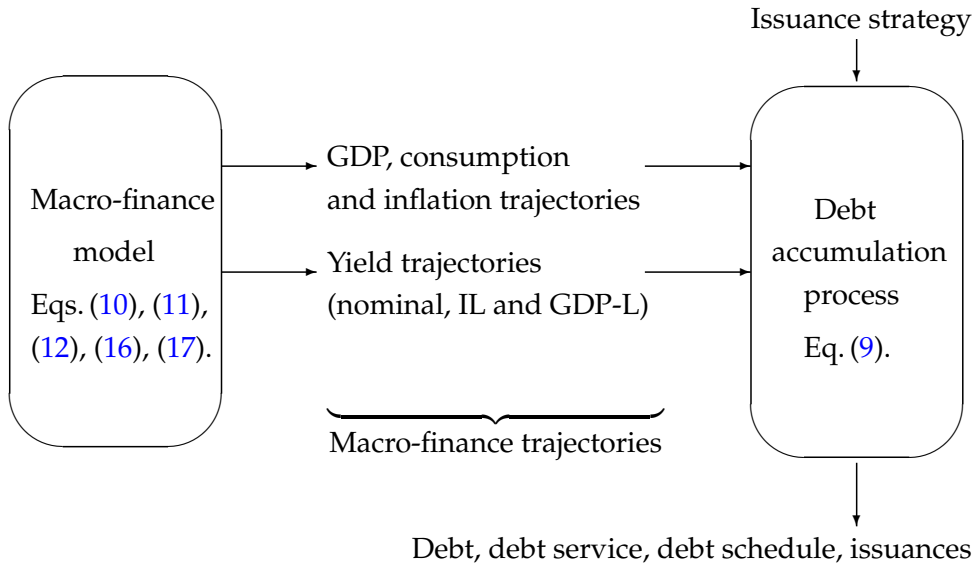 Issuance strategy
Macro-finance
model
Eqs. (10), (11),
(12), (16), (17).
GDP, consumption
and inflation trajectories
Yield trajectories
(nominal, IL and GDP-L)
Macro-finance trajectories
Debt
accumulation
process
Eq. (9).
Debt, debt service, debt schedule, issuances